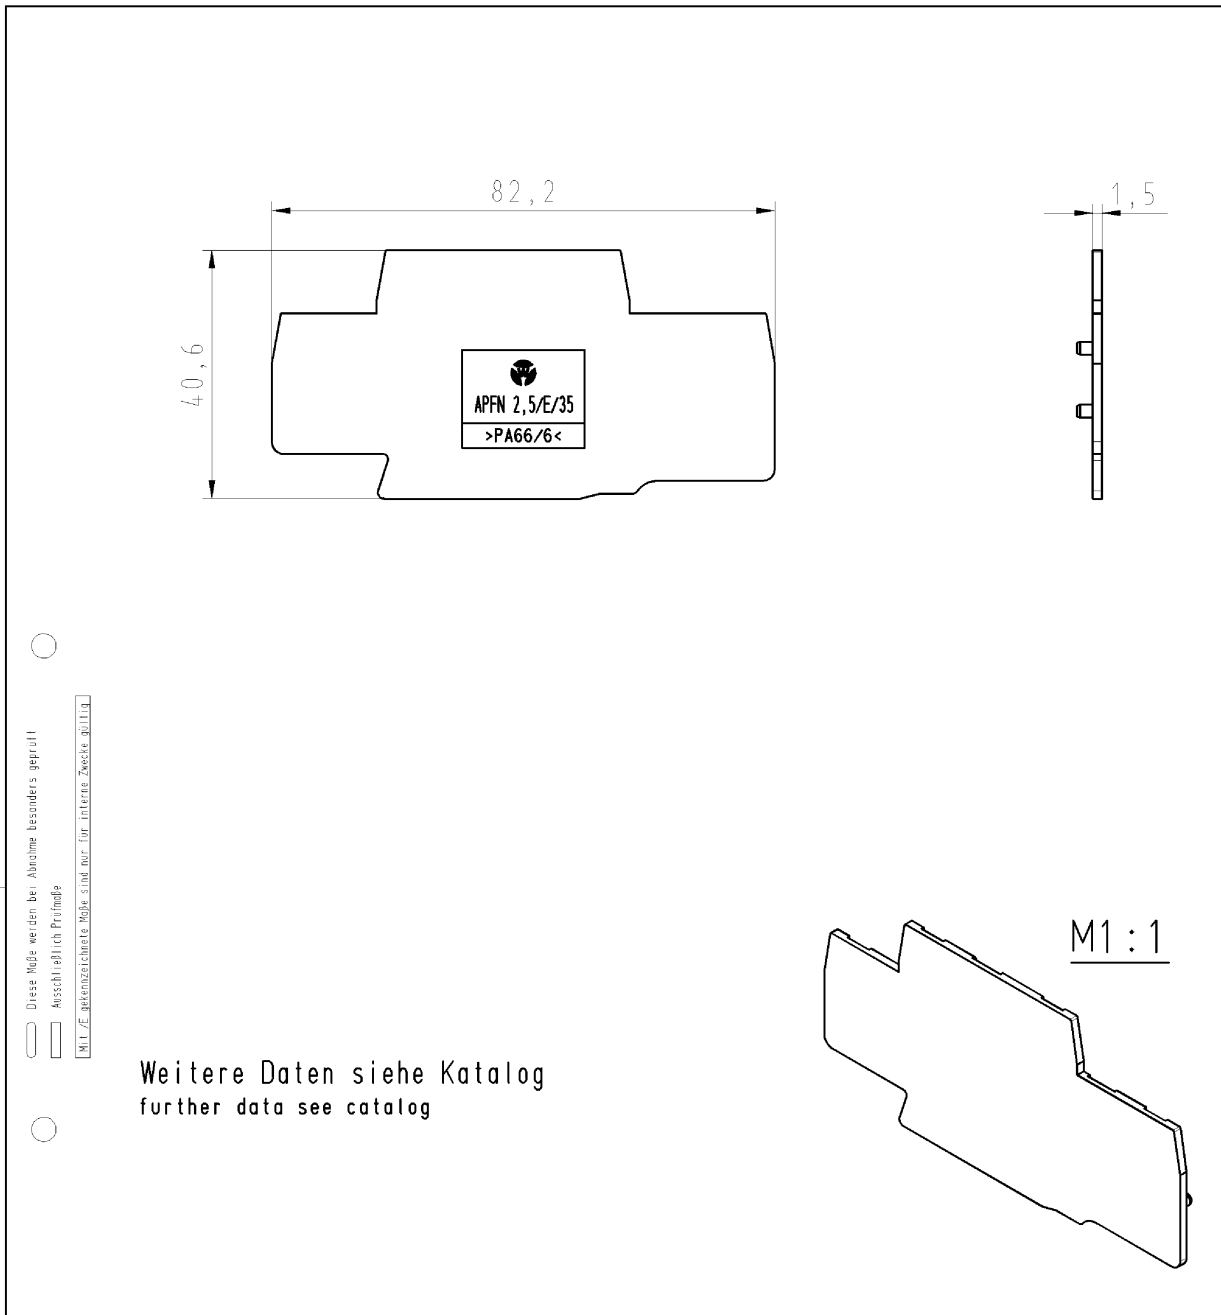 82,2
1,5
40,6
APFN 2,5/E/35
>PA66/6<
Diese Maße werden bei Abnahme besonders geprüft
Ausschließlich Prüfmaße
Mit /E gekennzeichnete Maße sind nur für interne Zwecke gültig
M1:1
Weitere Daten siehe Katalog
further data see catalog